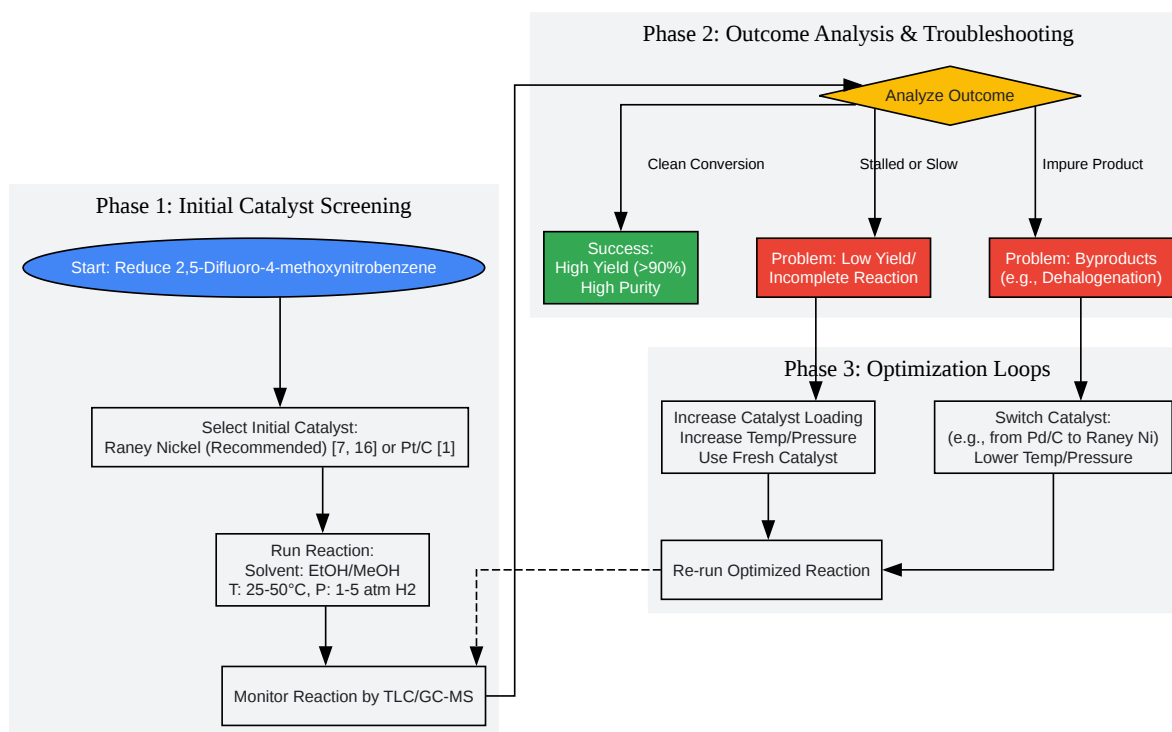 Phase 1: Initial Catalyst Screening
Start: Reduce 2,5-Difluoro-4-methoxynitrobenzene
Select Initial Catalyst:
Raney Nickel (Recommended) [7, 16] or Pt/C [1]
Run Reaction:
Solvent: EtOH/MeOH
T: 25-50°C, P: 1-5 atm H2
Monitor Reaction by TLC/GC-MS
Phase 2: Outcome Analysis & Troubleshooting
Analyze Outcome
Clean Conversion
Stalled or Slow
Impure Product
Success:
High Yield (>90%)
High Purity
Problem: Low Yield/
Incomplete Reaction
Problem: Byproducts
(e.g., Dehalogenation)
Phase 3: Optimization Loops
Increase Catalyst Loading
Increase Temp/Pressure
Use Fresh Catalyst
Switch Catalyst:
(e.g., from Pd/C to Raney Ni)
Lower Temp/Pressure
Re-run Optimized Reaction